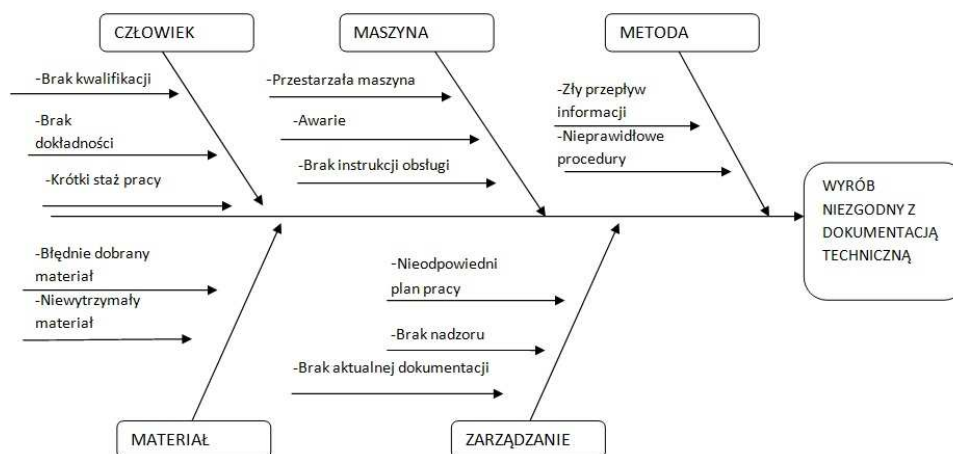 CZŁOWIEK
MASZYNA
METODA
-Brak kwalifikacji
-Brak
dokładności
-Krótki staż pracy
-Przestarzała maszyna
-Awarie
-Brak instrukcji obsługi
-Zły przepływ
informacji
-Nieprawidłowe
procedury
WYRÓB
NIEZGODNY Z
DOKUMENTACJĄ
TECHNICZNĄ
-Błędnie dobrany
materiał
-Niewytrzymały
materiał
-Nieodpowiedni
plan pracy
-Brak nadzoru
-Brak aktualnej dokumentacji
MATERIAŁ
ZARZĄDZANIE